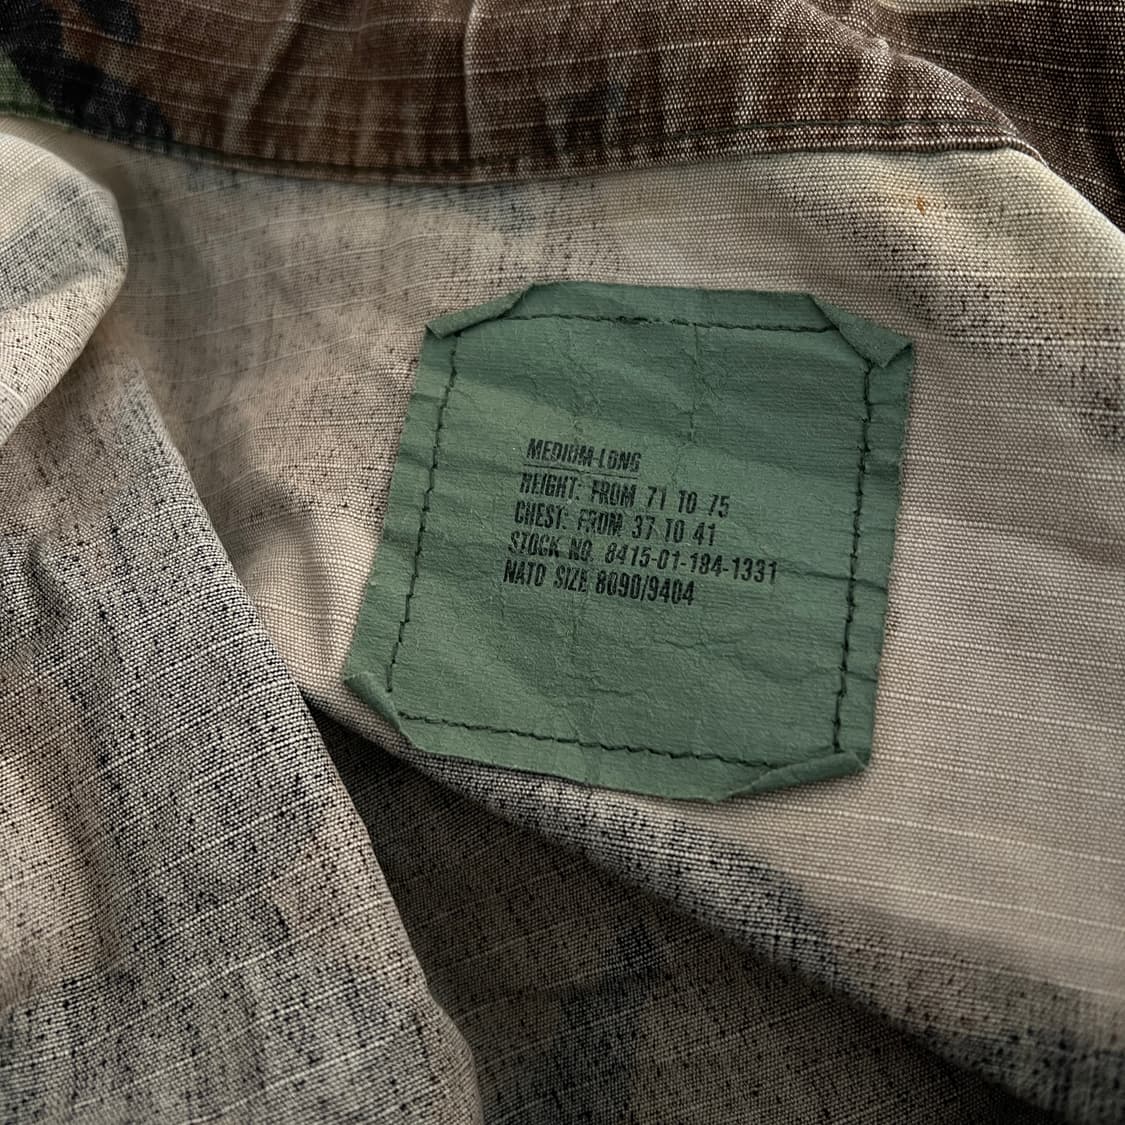 MEDIUM-LONG
HEIGHT: FROM 71 TO 75
CHEST: FROM 37 TO 41
STOCK NO. 8415-01-184-1331
NATO SIZE 8090/9404